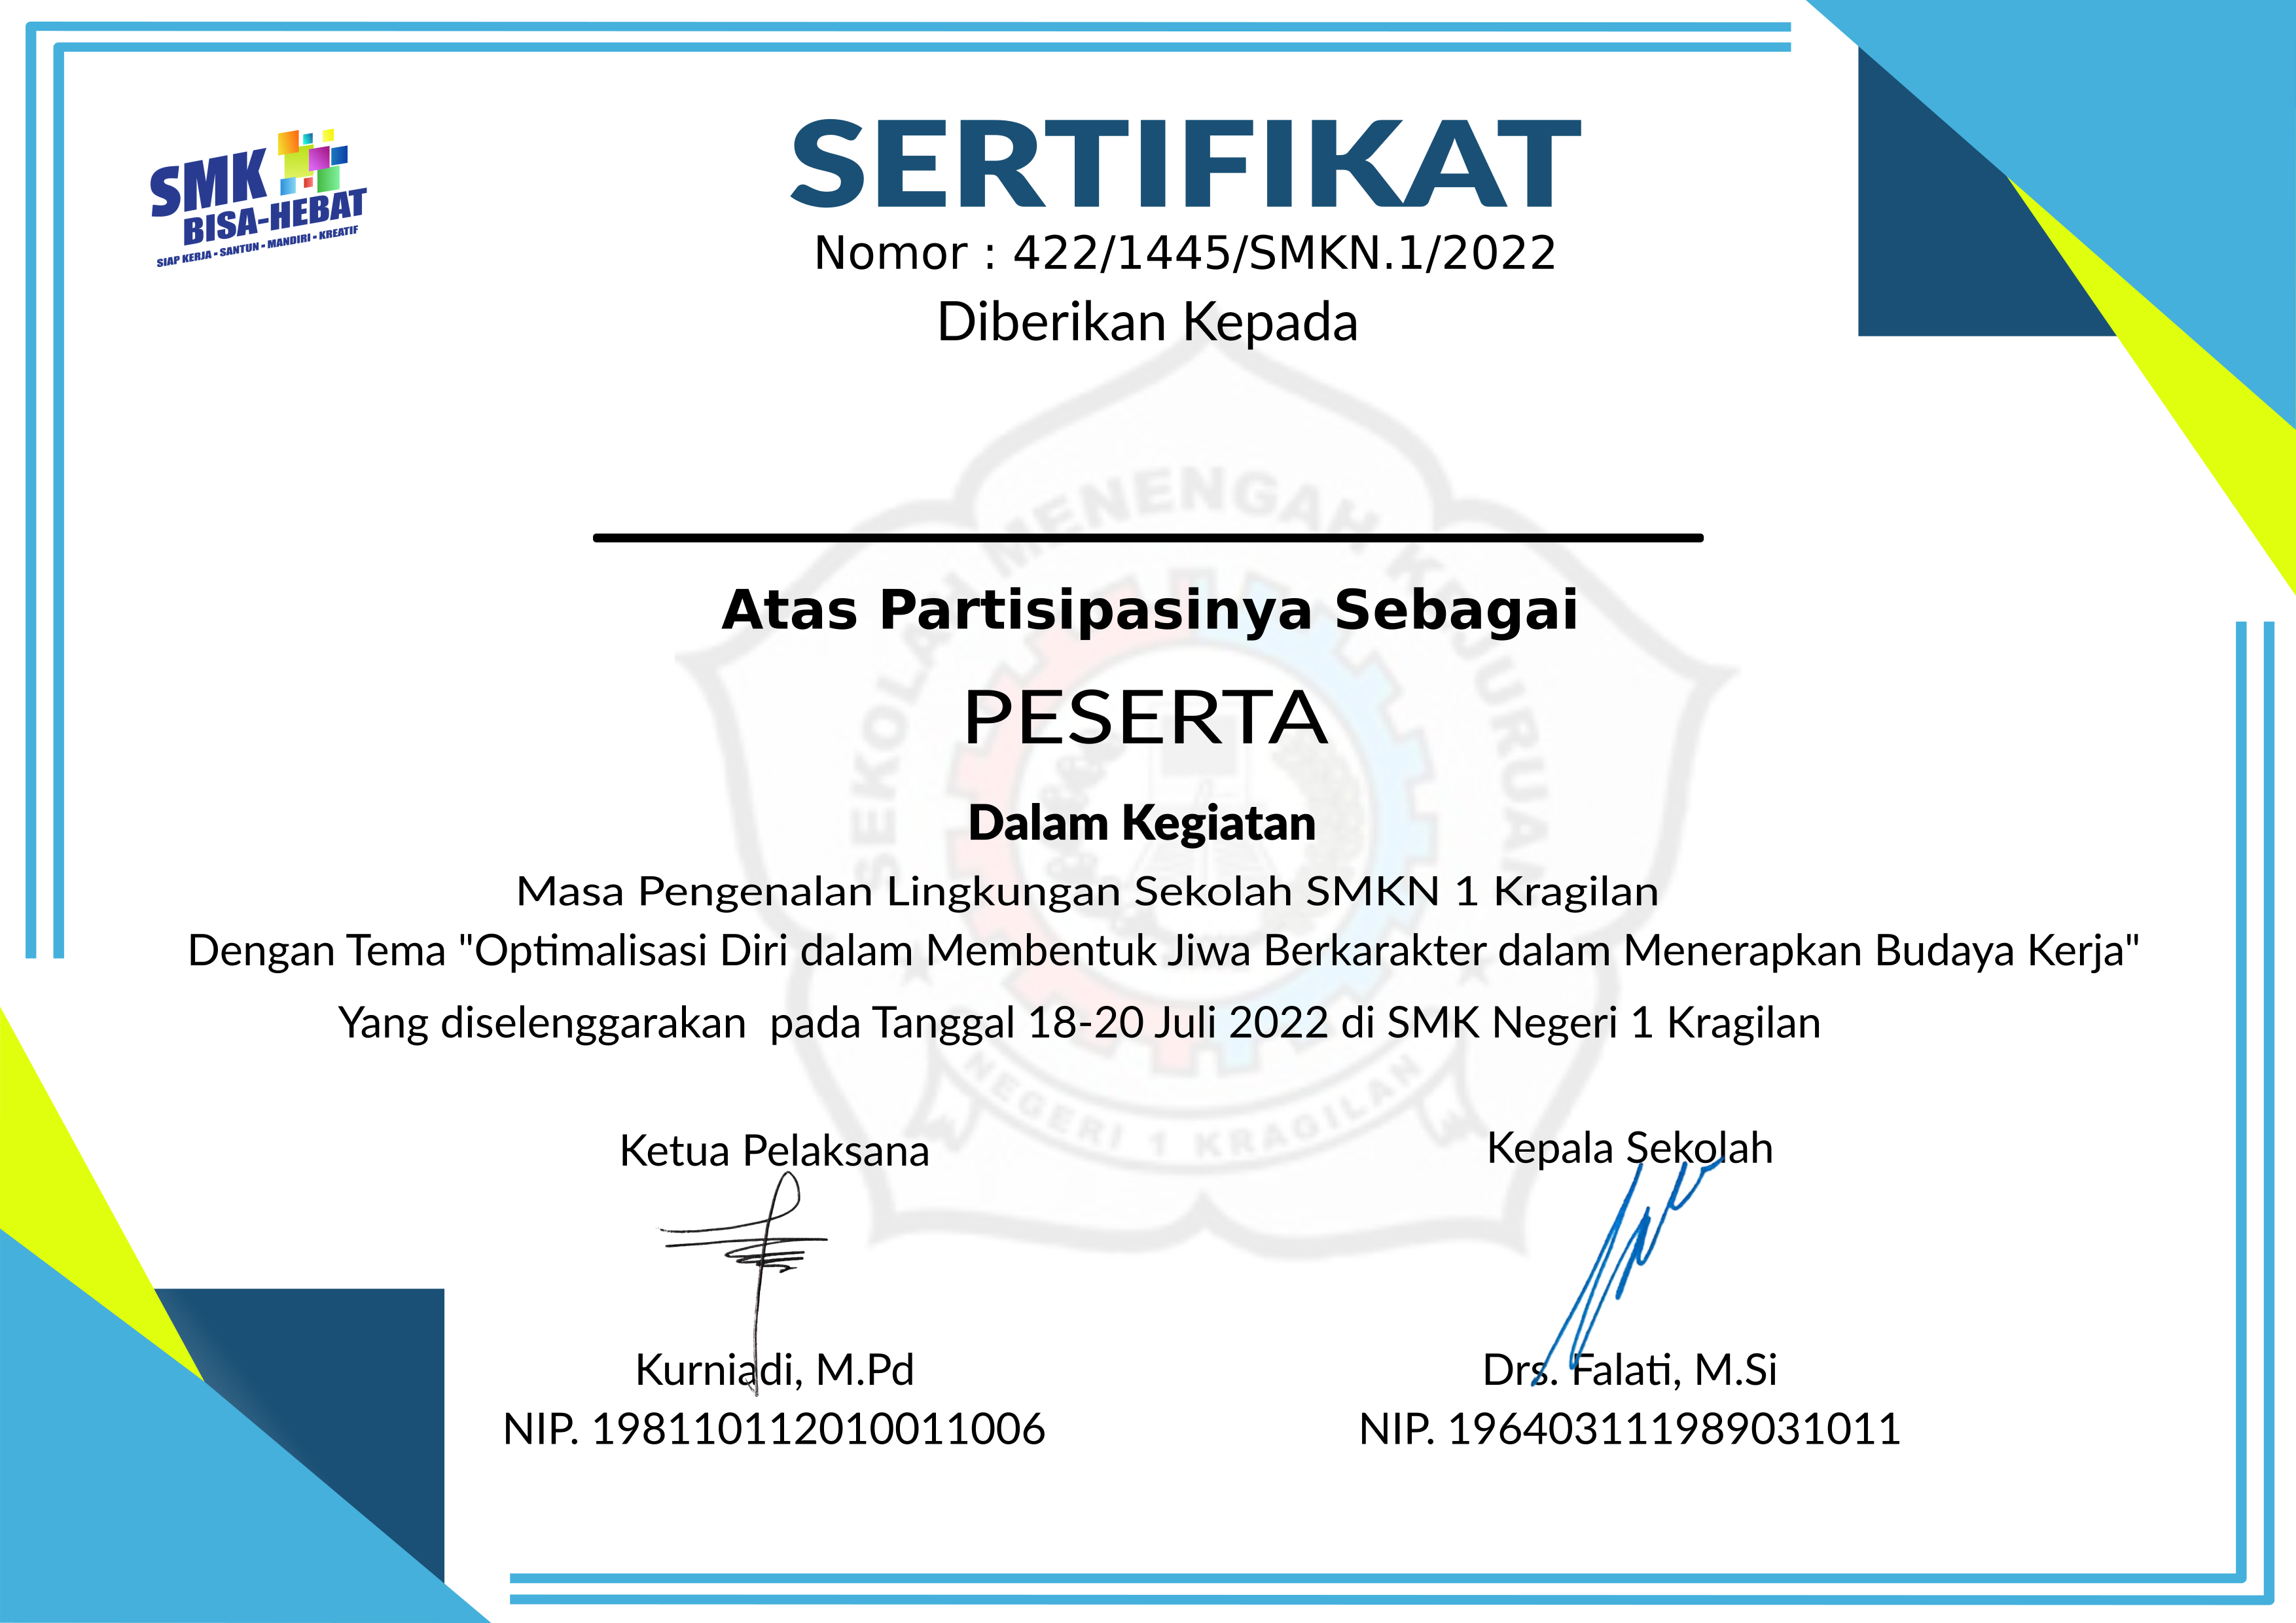 SMK
BISA-HEBAT
SIAP KERJA - SANTUN - MANDIRI - KREATIF
SERTIFIKAT
Nomor : 422/1445/SMKN.1/2022
Diberikan Kepada
SEKOLAH MENENGAH KEJURUAN
Atas Partisipasinya Sebagai
PESERTA
Dalam Kegiatan
Masa Pengenalan Lingkungan Sekolah SMKN 1 Kragilan
Dengan Tema "Optimalisasi Diri dalam Membentuk Jiwa Berkarakter dalam Menerapkan Budaya Kerja"
Yang diselenggarakan  pada Tanggal 18-20 Juli 2022 di SMK Negeri 1 Kragilan
NEGERI 1 KRAGILAN
Ketua Pelaksana
Kepala Sekolah
Kurniadi, M.Pd
Drs. Falati, M.Si
NIP. 198110112010011006
NIP. 196403111989031011